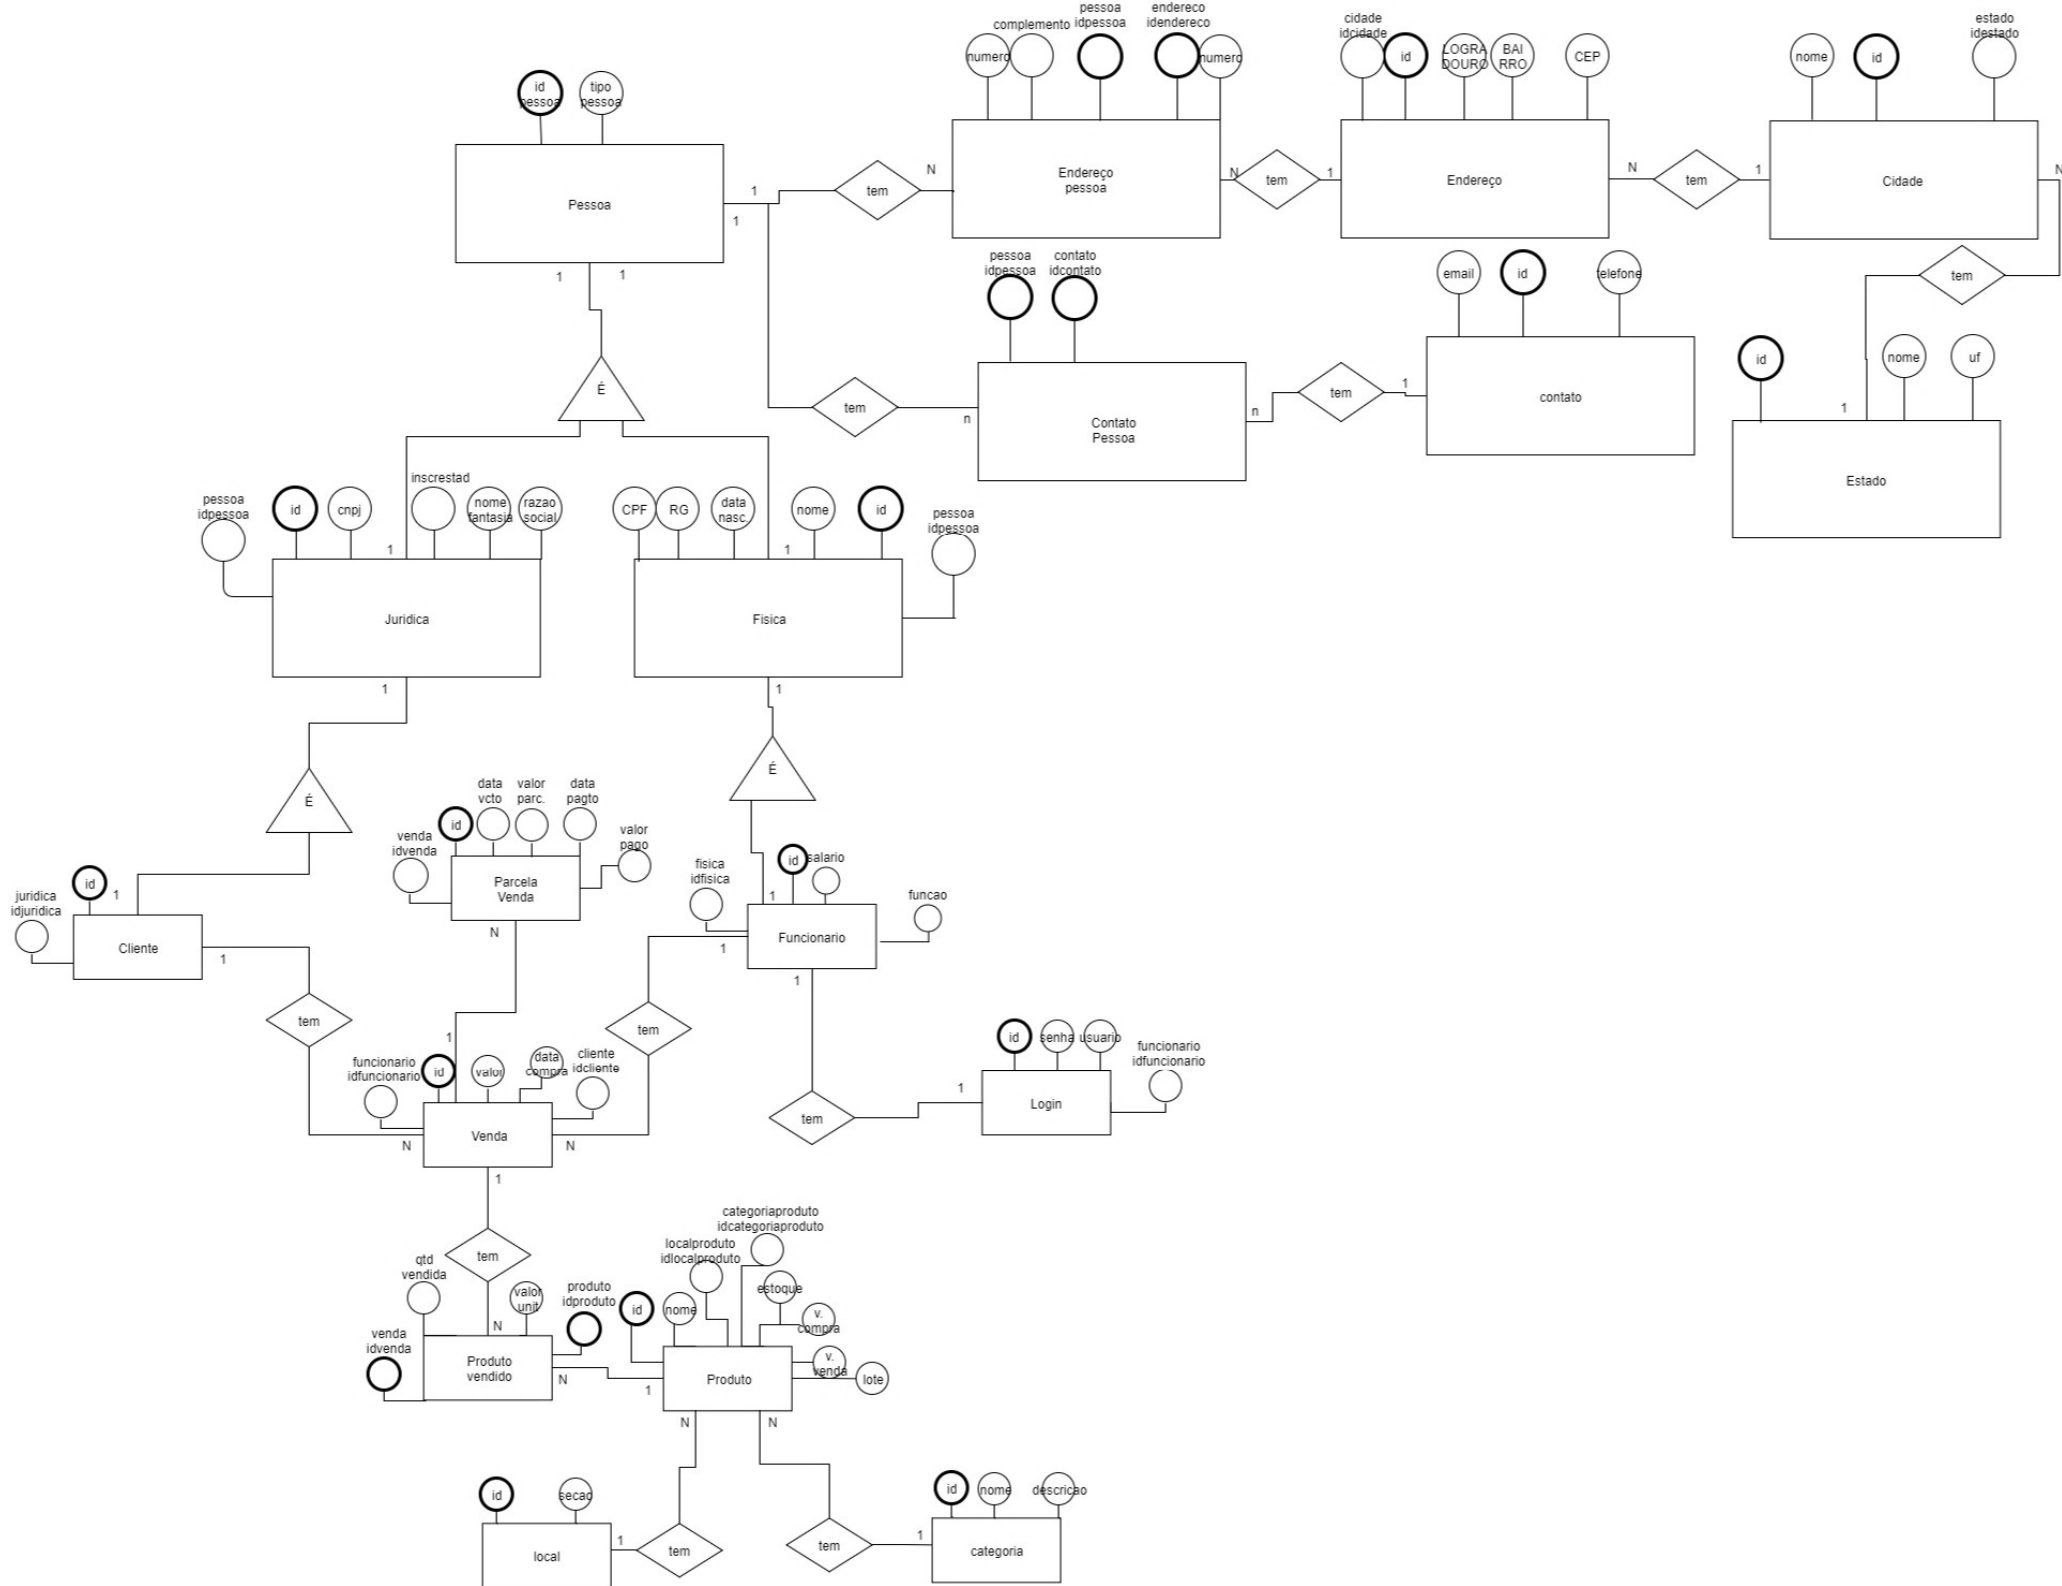 pessoa
idpessoa
endereco
idendereco
complemento
numero
numero
cidade
idcidade
id
LOGRA
DOURO
BAI
RRO
CEP
estado
idestado
nome
id
id
pessoa
tipo
pessoa
Pessoa
1
1
1
1
tem
N
Endereço
pessoa
N
tem
1
Endereço
N
tem
1
Cidade
N
tem
1
pessoa
idpessoa
contato
idcontato
email
id
telefone
id
nome
uf
Estado
É
tem
n
Contato
Pessoa
n
tem
1
contato
pessoa
idpessoa
id
cnpj
inscrestad
nome
fantasia
razao
social
1
Juridica
1
CPF
RG
data
nasc.
nome
id
pessoa
idpessoa
1
Fisica
1
É
É
juridica
idjuridica
id
1
Cliente
1
venda
idvenda
id
data
vcto
valor
parc.
data
pagto
valor
pago
Parcela
Venda
N
fisica
idfisica
id
salario
funcao
1
Funcionario
1
1
tem
tem
1
funcionario
idfuncionario
id
valor
data
compra
cliente
idcliente
N
Venda
N
1
tem
1
id
senha
usuario
funcionario
idfuncionario
Login
tem
N
qtd
vendida
valor
unit
produto
idproduto
venda
idvenda
Produto
vendido
N
1
id
nome
localproduto
idlocalproduto
categoriaproduto
idcategoriaproduto
estoque
v.
compra
v.
venda
lote
Produto
N
N
id
secao
local
1
tem
tem
1
id
nome
descricao
categoria